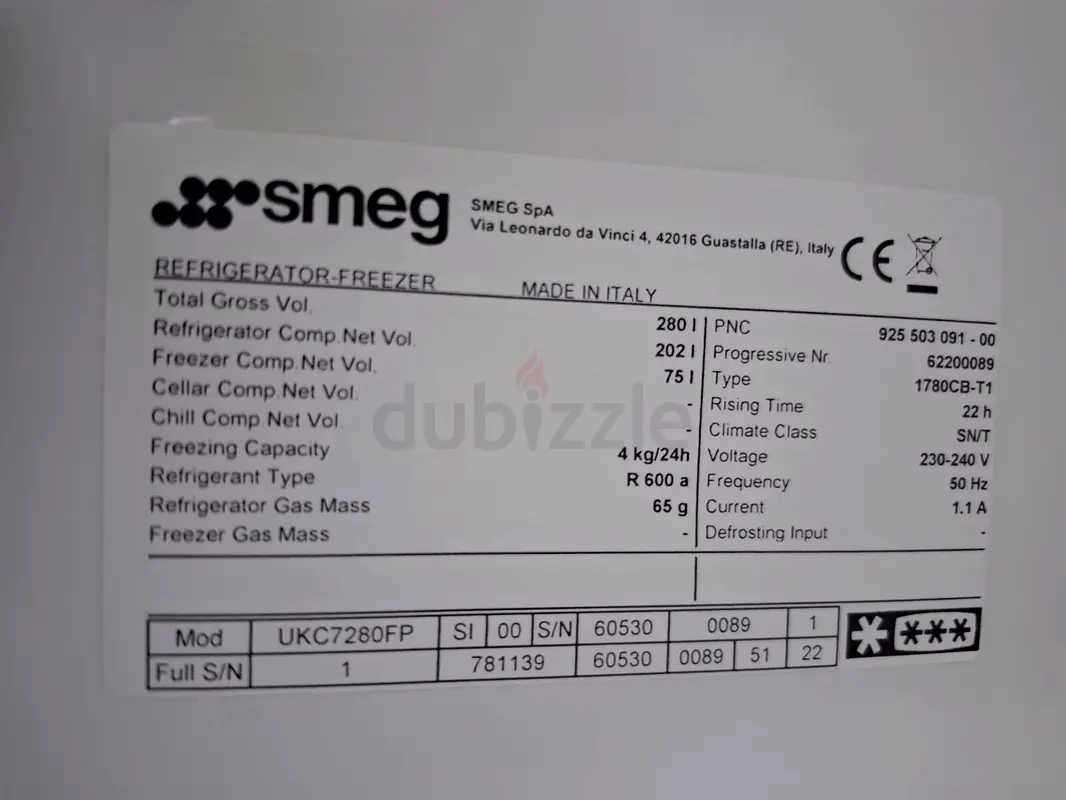 smeg
SMEG SpA
Via Leonardo da Vinci 4, 42016 Guastalla (RE), Italy
CE
REFRIGERATOR-FREEZER MADE IN ITALY
Total Gross Vol. 280 l
Refrigerator Comp.Net Vol. 202 l
Freezer Comp.Net Vol. 75 l
Cellar Comp.Net Vol. -
Chill Comp.Net Vol. -
Freezing Capacity 4 kg/24h
Refrigerant Type R 600 a
Refrigerator Gas Mass 65 g
Freezer Gas Mass -
PNC 925 503 091 - 00
Progressive Nr. 62200089
Type 1780CB-T1
Rising Time 22 h
Climate Class SN/T
Voltage 230-240 V
Frequency 50 Hz
Current 1.1 A
Defrosting Input -
dubizzle
Mod UKC7280FP SI 00 S/N 60530 0089 1
Full S/N 1 781139 60530 0089 51 22